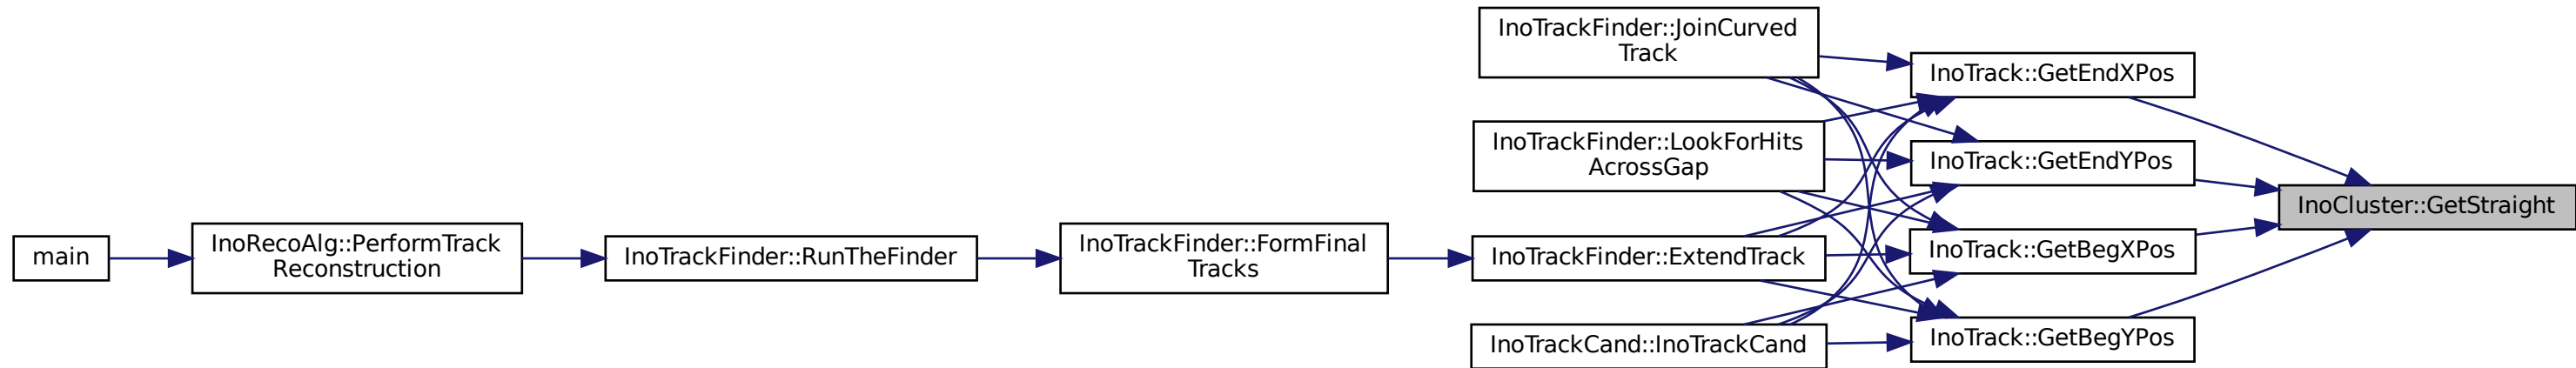 main
InoRecoAlg::PerformTrack
Reconstruction
InoTrackFinder::RunTheFinder
InoTrackFinder::FormFinal
Tracks
InoTrackFinder::JoinCurved
Track
InoTrackFinder::LookForHits
AcrossGap
InoTrackFinder::ExtendTrack
InoTrackCand::InoTrackCand
InoTrack::GetEndXPos
InoTrack::GetEndYPos
InoTrack::GetBegXPos
InoTrack::GetBegYPos
InoCluster::GetStraight